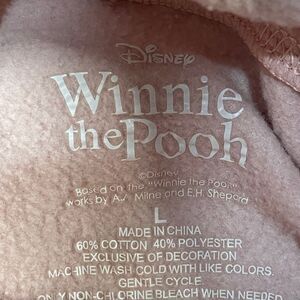 Disney
Winnie
the Pooh
©Disney
Based on the "Winnie the Pooh"
works by A.A. Milne and E.H. Shepard
L
MADE IN CHINA
60% COTTON 40% POLYESTER
EXCLUSIVE OF DECORATION
MACHINE WASH COLD WITH LIKE COLORS.
GENTLE CYCLE.
ONLY NON-CHLORINE BLEACH WHEN NEEDED